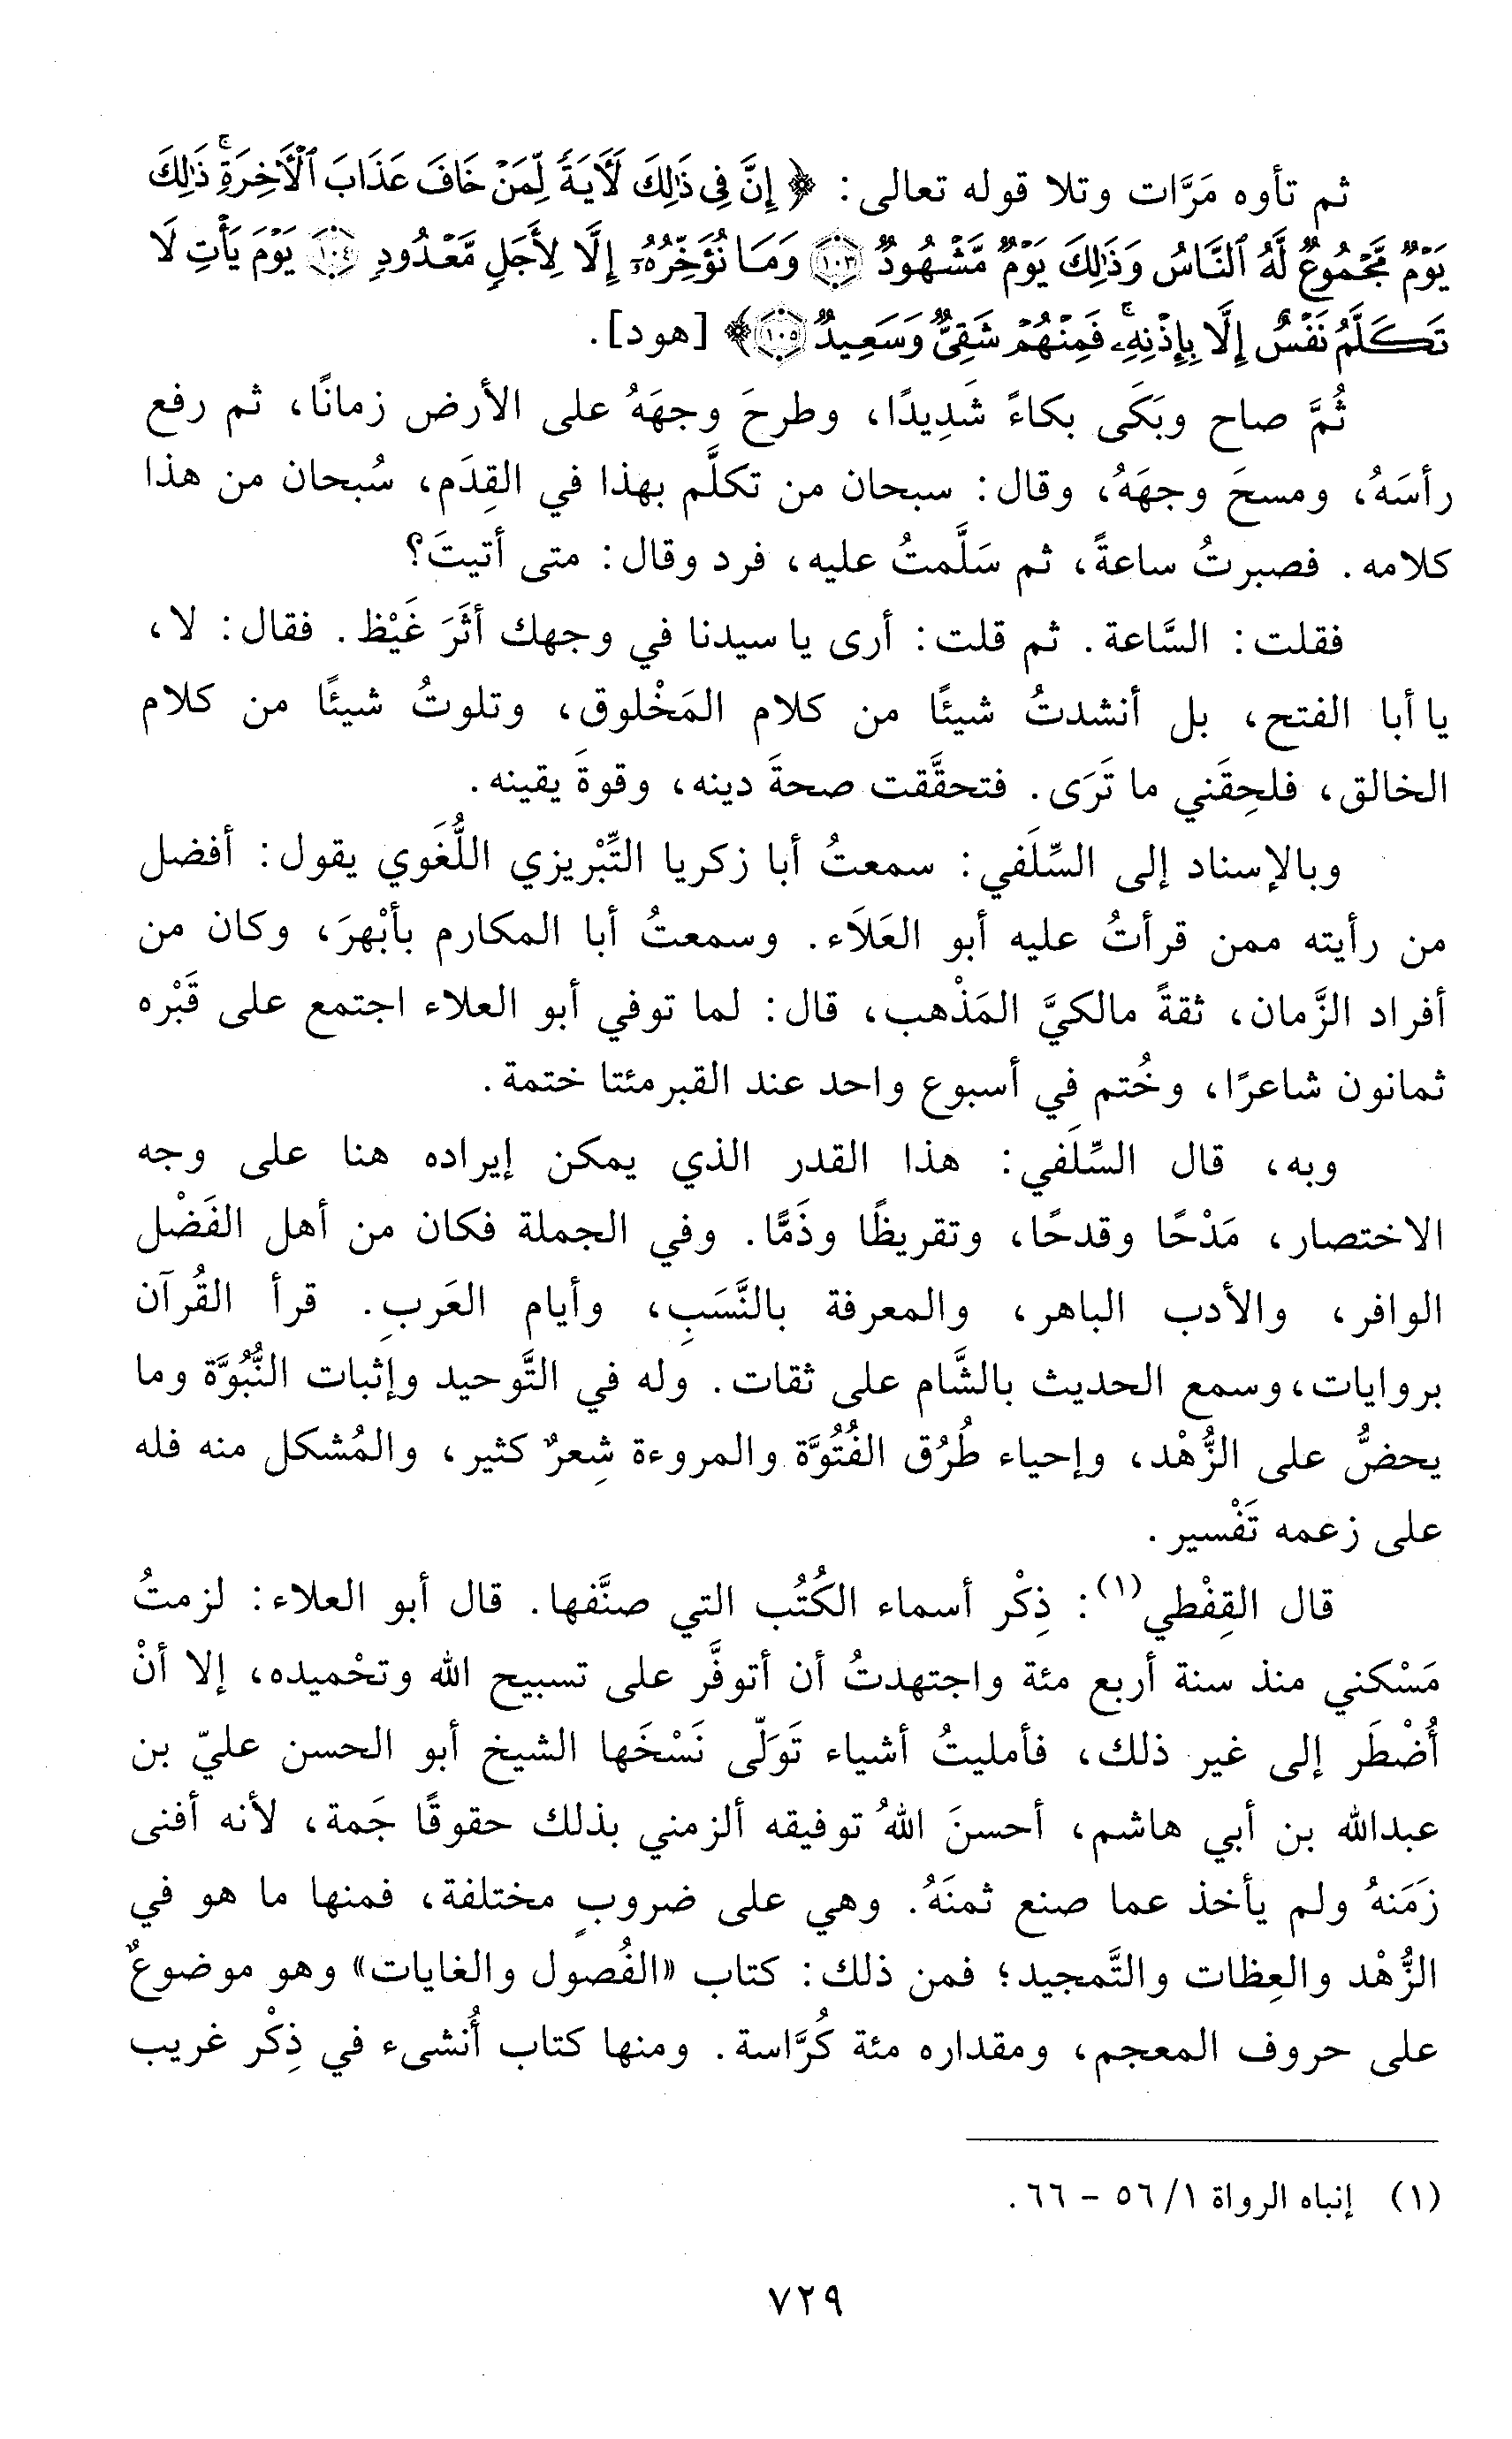 ثم تأوه مَرَّات وتلا قوله تعالى: ﴿ إِنَّ فِي ذَٰلِكَ لَآيَةً لِّمَنْ خَافَ عَذَابَ ٱلْآخِرَةِ ۚ ذَٰلِكَ
يَوْمٌ مَّجْمُوعٌ لَّهُ ٱلنَّاسُ وَذَٰلِكَ يَوْمٌ مَّشْهُودٌ ١٠٣ وَمَا نُؤَخِّرُهُۥٓ إِلَّا لِأَجَلٍ مَّعْدُودٍ ١٠٤ يَوْمَ يَأْتِ لَا
تَكَلَّمُ نَفْسٌ إِلَّا بِإِذْنِهِۦ ۚ فَمِنْهُمْ شَقِيٌّ وَسَعِيدٌ ١٠٥ ﴾ [هود].
ثُمَّ صاح وبَكَى بكاءً شَدِيدًا، وطرحَ وجهَهُ على الأرض زمانًا، ثم رفع
رأسَهُ، ومسحَ وجهَهُ، وقال: سبحان من تكلَّم بهذا في القِدَم، سُبحان من هذا
كلامه. فصبرتُ ساعةً، ثم سَلَّمتُ عليه، فرد وقال: متى أتيتَ؟
فقلت: السَّاعة. ثم قلت: أرى يا سيدنا في وجهك أثَرَ غَيْظ. فقال: لا،
يا أبا الفتح، بل أنشدتُ شيئًا من كلام المَخْلوق، وتلوتُ شيئًا من كلام
الخالق، فلحِقَني ما تَرَى. فتحقَّقت صحةَ دينه، وقوةَ يقينه.
وبالإسناد إلى السِّلَفي: سمعتُ أبا زكريا التِّبْريزي اللُّغَوي يقول: أفضل
من رأيته ممن قرأتُ عليه أبو العَلَاء. وسمعتُ أبا المكارم بأبْهرَ، وكان من
أفراد الزَّمان، ثقةً مالكيَّ المَذْهب، قال: لما توفي أبو العلاء اجتمع على قَبْره
ثمانون شاعرًا، وخُتم في أسبوع واحد عند القبر مئتا ختمة.
وبه، قال السِّلَفي: هذا القدر الذي يمكن إيراده هنا على وجه
الاختصار، مَدْحًا وقدحًا، وتقريظًا وذَمًّا. وفي الجملة فكان من أهل الفَضْل
الوافر، والأدب الباهر، والمعرفة بالنَّسَبِ، وأيام العَربِ. قرأ القُرآن
بروايات، وسمع الحديث بالشَّام على ثقات. وله في التَّوحيد وإثبات النُّبُوَّة وما
يحضُّ على الزُّهْد، وإحياء طُرُق الفُتُوَّة والمروءة شِعرٌ كثير، والمُشكل منه فله
على زعمه تَفْسير.
قال القِفْطي(١): ذِكْر أسماء الكُتُب التي صنَّفها. قال أبو العلاء: لزمتُ
مَسْكني منذ سنة أربع مئة واجتهدتُ أن أتوفَّر على تسبيح الله وتحْميده، إلا أنْ
أُضْطَر إلى غير ذلك، فأمليتُ أشياء تَوَلّى نَسْخَها الشيخ أبو الحسن عليّ بن
عبدالله بن أبي هاشم، أحسنَ اللهُ توفيقه ألزمني بذلك حقوقًا جَمة، لأنه أفنى
زَمَنهُ ولم يأخذ عما صنع ثمنَهُ. وهي على ضروبٍ مختلفة، فمنها ما هو في
الزُّهْد والعِظات والتَّمجيد؛ فمن ذلك: كتاب «الفُصول والغايات» وهو موضوعٌ
على حروف المعجم، ومقداره مئة كُرَّاسة. ومنها كتاب أُنشىء في ذِكْر غريب
(١) إنباه الرواة ١/ ٥٦ - ٦٦.
٧٢٩